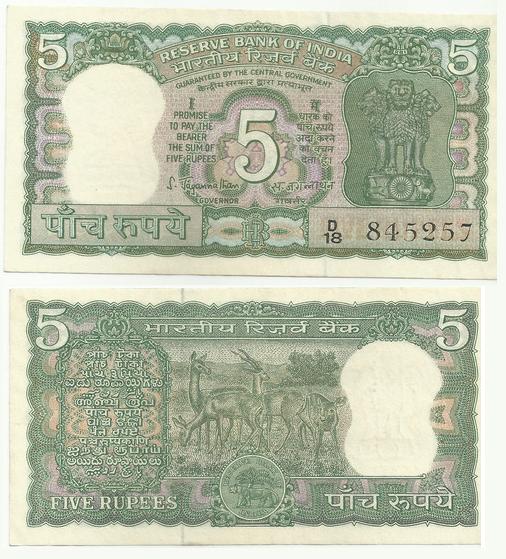 5 5
RESERVE BANK OF INDIA
भारतीय रिज़र्व बैंक
GUARANTEED BY THE CENTRAL GOVERNMENT
केन्द्रीय सरकार द्वारा प्रत्याभूत
I
PROMISE
TO PAY THE
BEARER
THE SUM OF
FIVE RUPEES
5
मैं
धारक को
पाँच रुपये
अदा करने
का वचन
देता हूँ।
S. Jagannathan
स. जगन्नाथन
GOVERNOR गवर्नर
पाँच रुपये
D/18 845257
5 5
भारतीय रिज़र्व बैंक
पाँच रुपये
FIVE RUPEES
पाँच रुपये